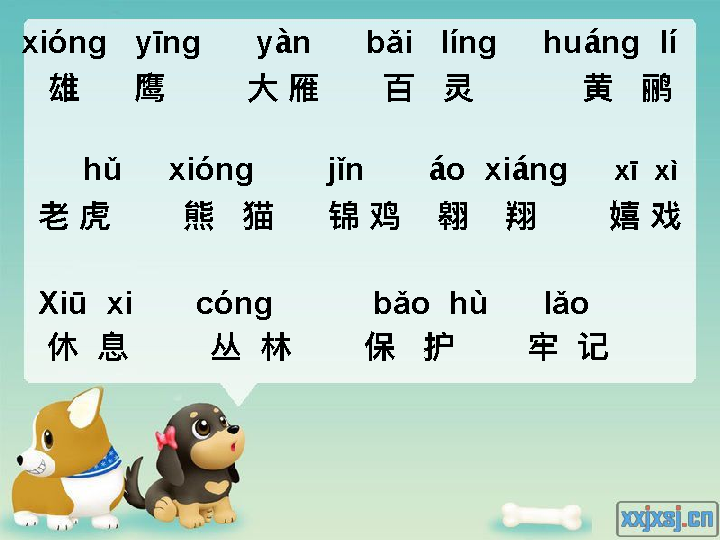 xióng yīng yàn bǎi líng huáng lí
雄 鹰 大雁 百 灵 黄 鹂
hǔ xióng jǐn áo xiáng xī xì
老虎 熊 猫 锦鸡 翱 翔 嬉戏
Xiū xi cóng bǎo hù lǎo
休 息 丛 林 保 护 牢 记
xxjxsj.cn